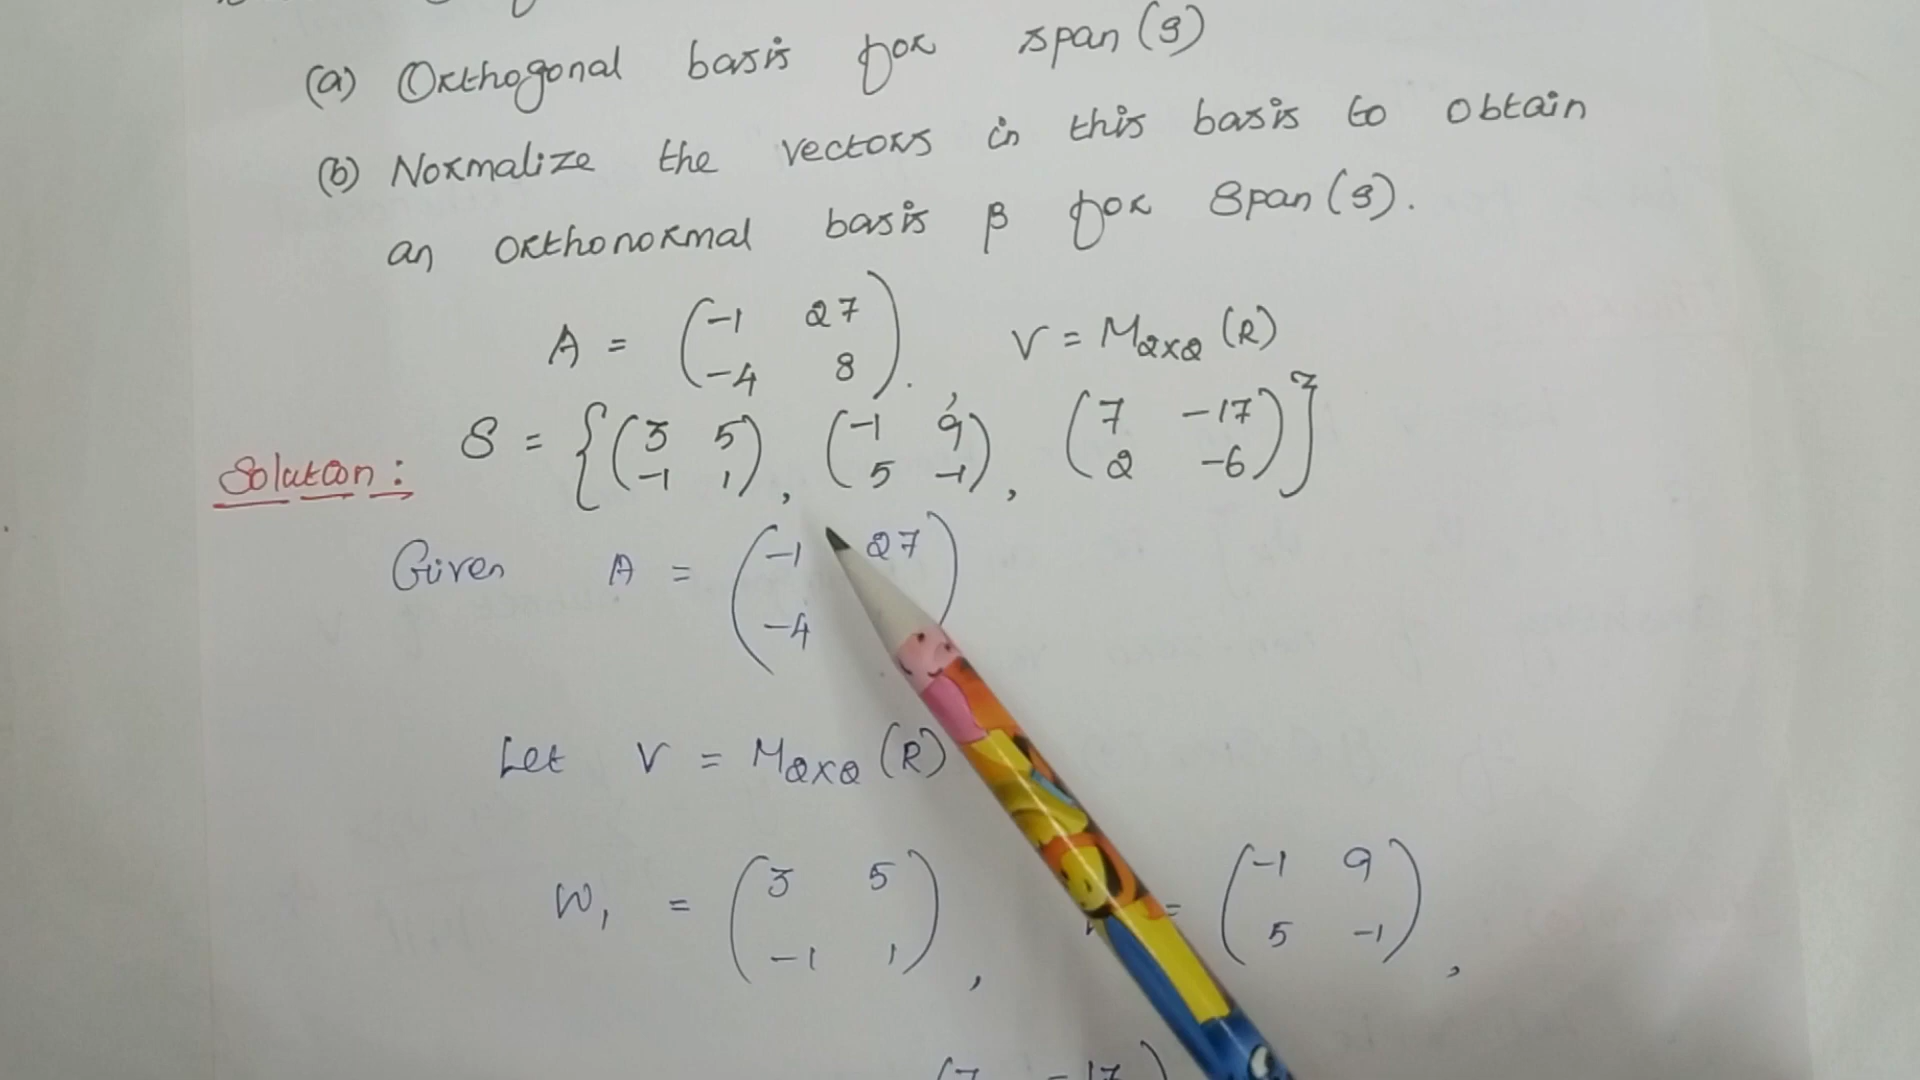 (a) Orthogonal basis for span(S)
(b) Normalize the vectors in this basis to obtain
an orthonormal basis β for Span(S).
A = (-1 27
-4 8). , V = M2x2 (R)
Solution: S = {(3 5
-1 1), (-1 9
5 -1), (7 -17
2 -6)}
Given A = (-1 27
-4
Let V = M2x2 (R)
W1 = (3 5
-1 1), = (-1 9
5 -1),
(7 -17)